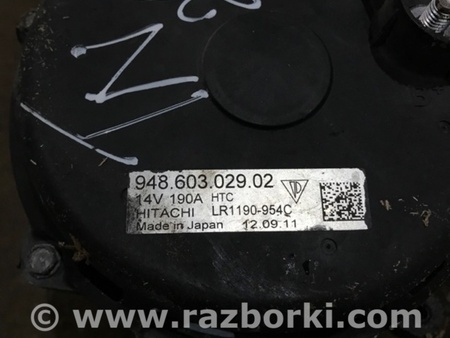 948.603.029.02
14V 190A HTC
HITACHI LR1190-954C
Made in Japan 12.09.11
© www.razborki.com